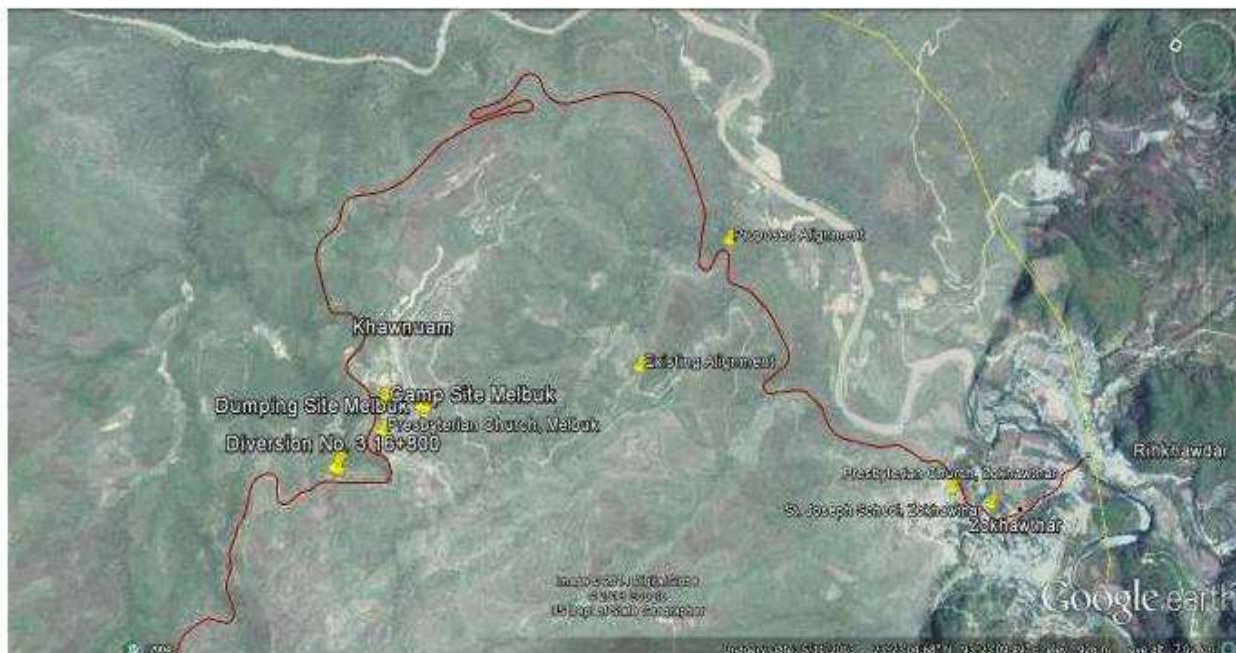 Proposed Alignment
Khawnuam
Existing Alignment
Camp Site Melbuk
Dumping Site Melbuk
Presbyterian Church, Melbuk
Diversion No. 3 16+800
Rinkhawdar
Presbyterian Church, Zokhawthar
St. Joseph School, Zokhawthar
Zokhawthar
Google earth